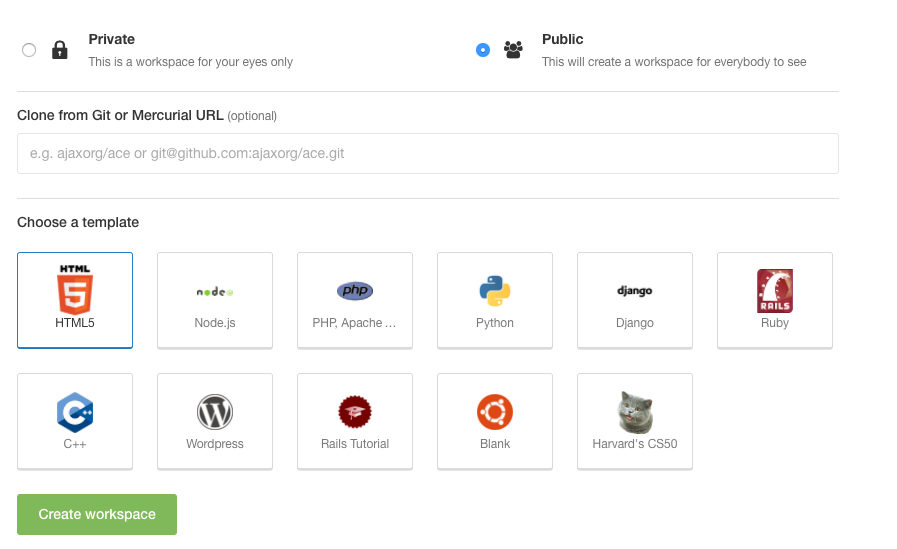 Private
This is a workspace for your eyes only
Public
This will create a workspace for everybody to see
Clone from Git or Mercurial URL (optional)
e.g. ajaxorg/ace or git@github.com:ajaxorg/ace.git
Choose a template
HTML
5
HTML5
node
Node.js
php
PHP, Apache ...
Python
django
Django
RAILS
Ruby
C++
C++
W
Wordpress
Rails Tutorial
Blank
Harvard's CS50
Create workspace